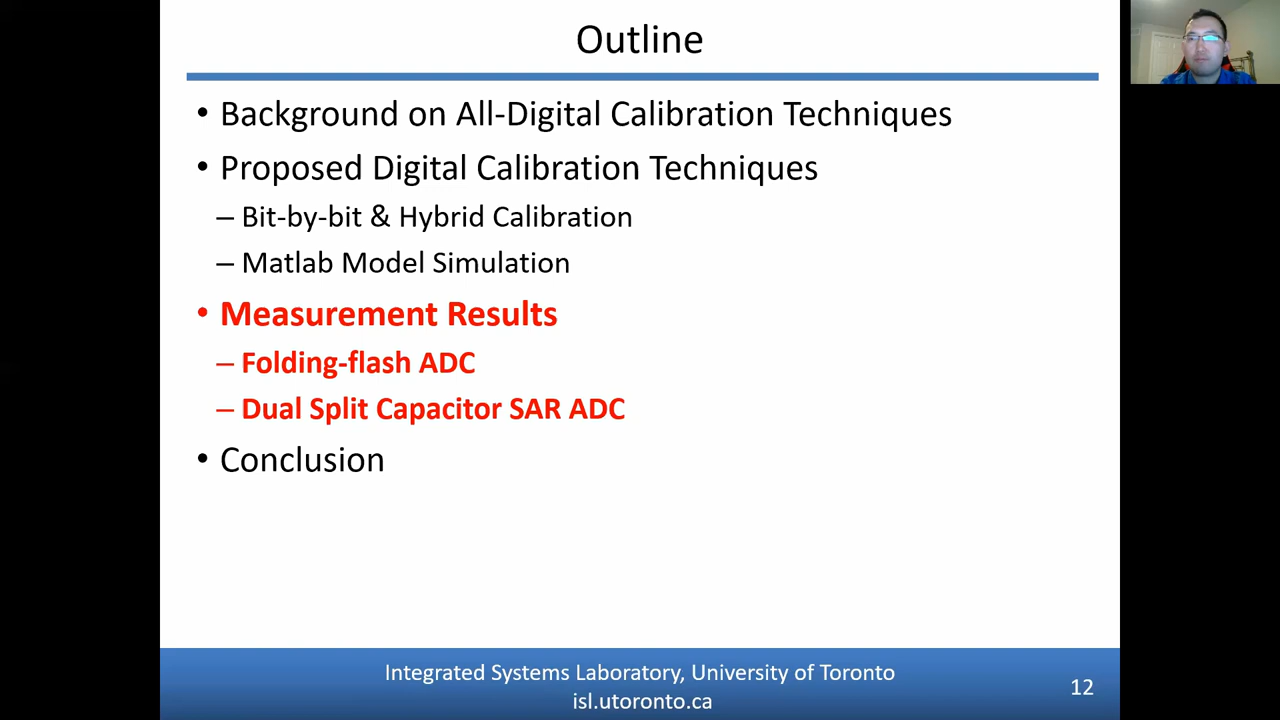 Outline
• Background on All-Digital Calibration Techniques
• Proposed Digital Calibration Techniques
– Bit-by-bit & Hybrid Calibration
– Matlab Model Simulation
• Measurement Results
– Folding-flash ADC
– Dual Split Capacitor SAR ADC
• Conclusion
Integrated Systems Laboratory, University of Toronto
isl.utoronto.ca
12